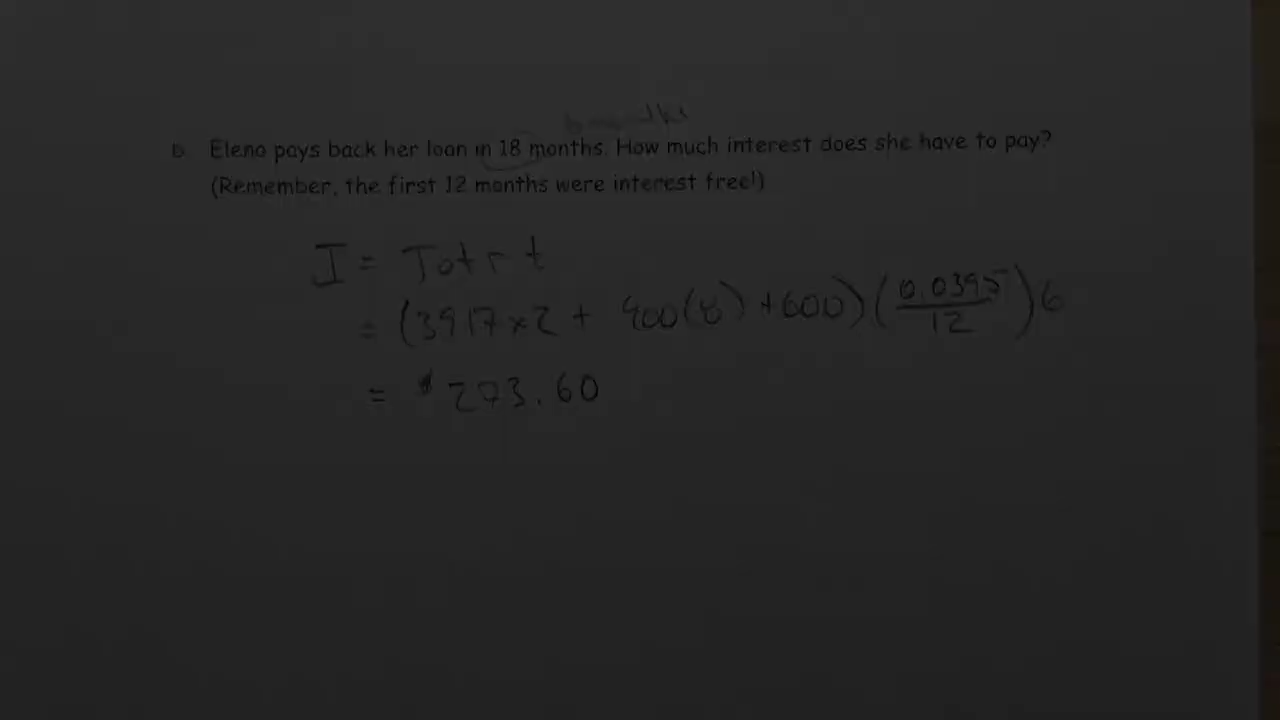 b. Elena pays back her loan in 18 months. How much interest does she have to pay?
(Remember, the first 12 months were interest free!)
I = Tot r t
= (3917 x 2 + 400(8) + 600) (0.0395/12) 6
= $273.60